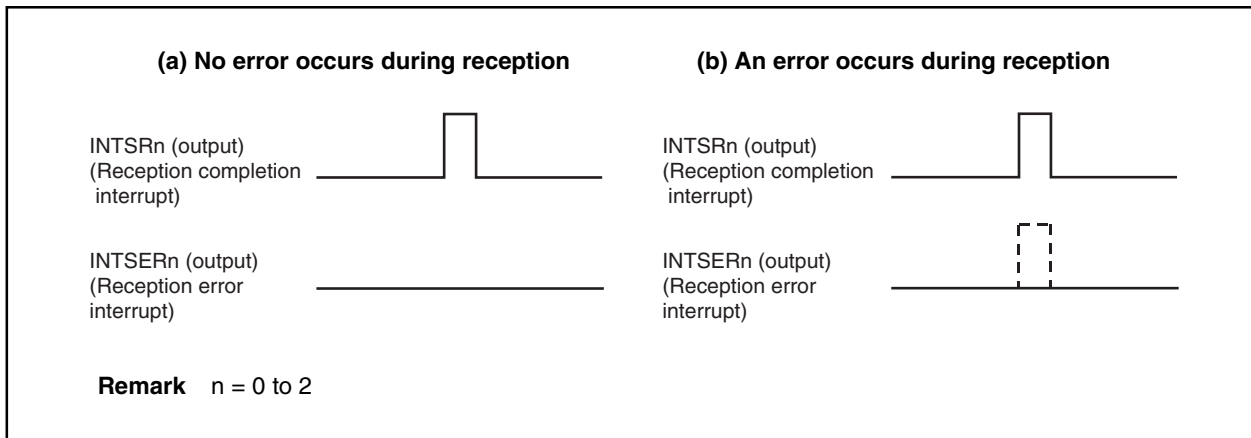 (a) No error occurs during reception
INTSRn (output)
(Reception completion
interrupt)
INTSERn (output)
(Reception error
interrupt)
(b) An error occurs during reception
INTSRn (output)
(Reception completion
interrupt)
INTSERn (output)
(Reception error
interrupt)
Remark n = 0 to 2